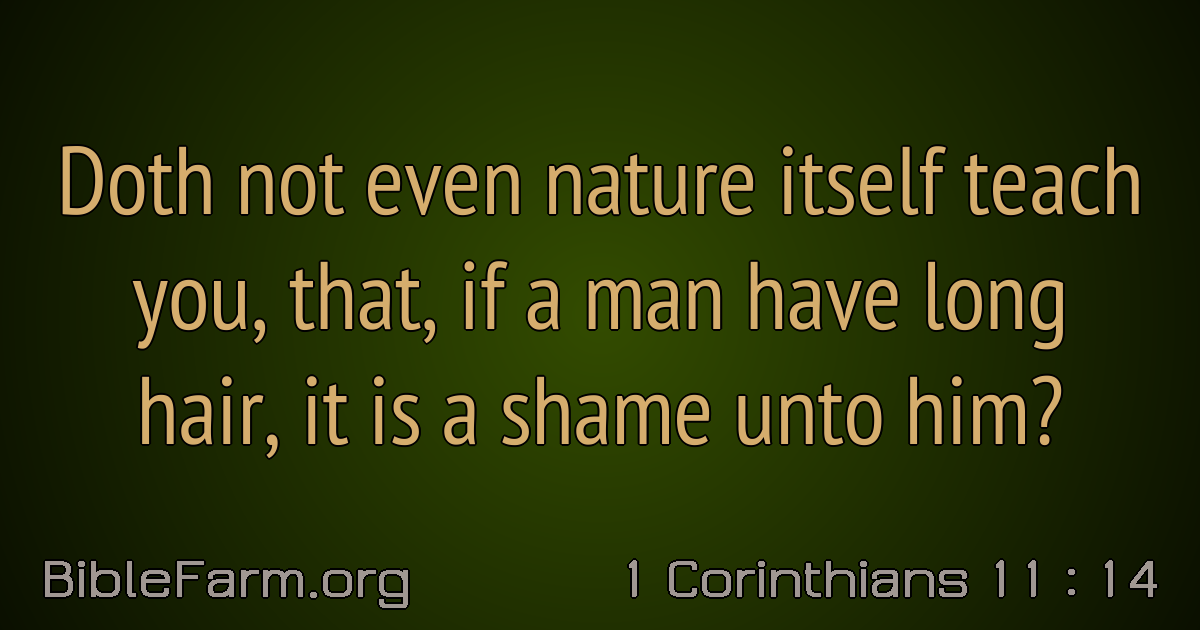 Doth not even nature itself teach
you, that, if a man have long
hair, it is a shame unto him?
BibleFarm.org 1 Corinthians 11 : 14